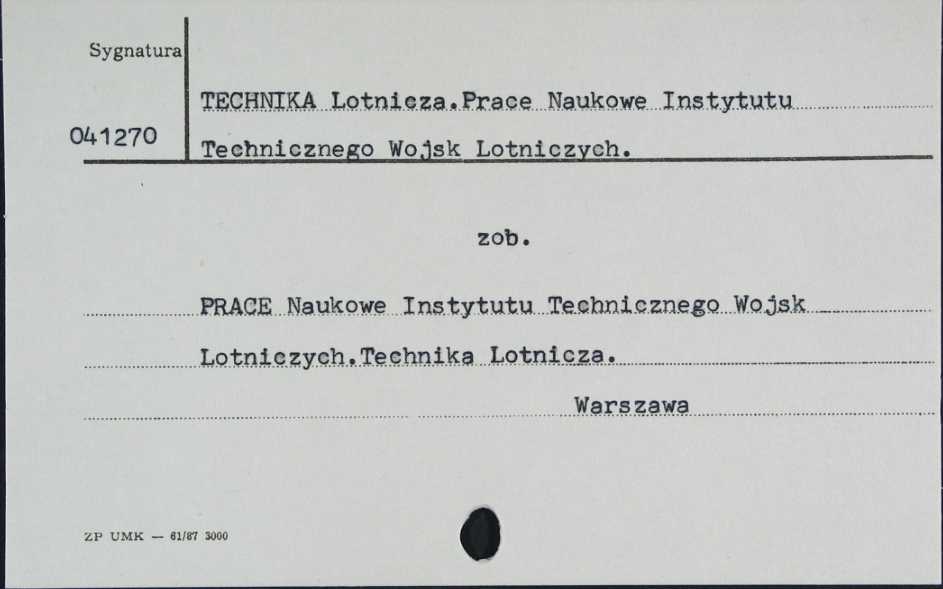 Sygnatura
TECHNIKA Lotnicza.Prace Naukowe Instytutu
041270
Technicznego Wojsk Lotniczych.
zob.
PRACE Naukowe Instytutu Technicznego Wojsk
Lotniczych.Technika Lotnicza.
Warszawa
ZP UMK — 61/87 3000